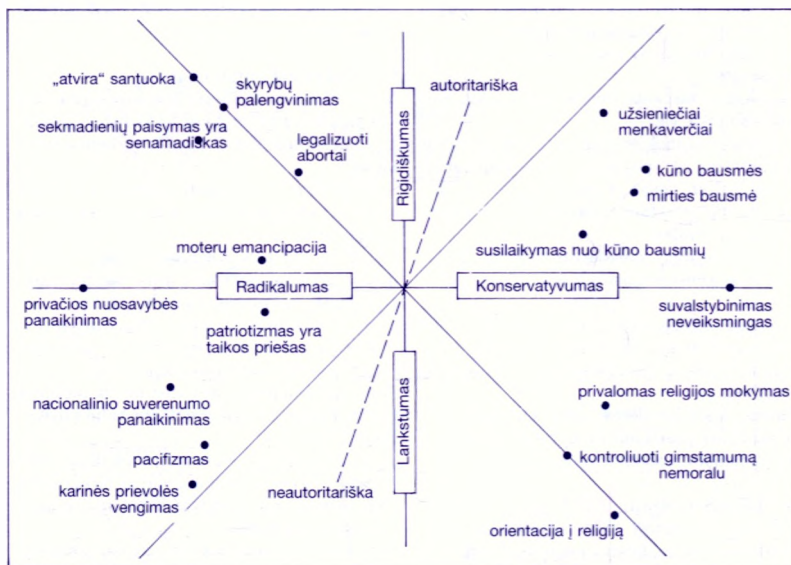 „atvira“ santuoka
skyrybų
palengvinimas
autoritariška
sekmadienių paisymas yra
senamadiškas
legalizuoti
abortai
Rigidiškumas
užsieniečiai
menkaverčiai
kūno bausmės
mirties bausmė
moterų emancipacija
susilaikymas nuo kūno bausmių
Radikalumas
Konservatyvumas
privačios nuosavybės
panaikinimas
suvalstybinimas
neveiksmingas
patriotizmas yra
taikos priešas
Lankstumas
nacionalinio suverenumo
panaikinimas
privalomas religijos mokymas
pacifizmas
kontroliuoti gimstamumą
nemoralu
karinės prievolės
vengimas
neautoritariška
orientacija į religiją